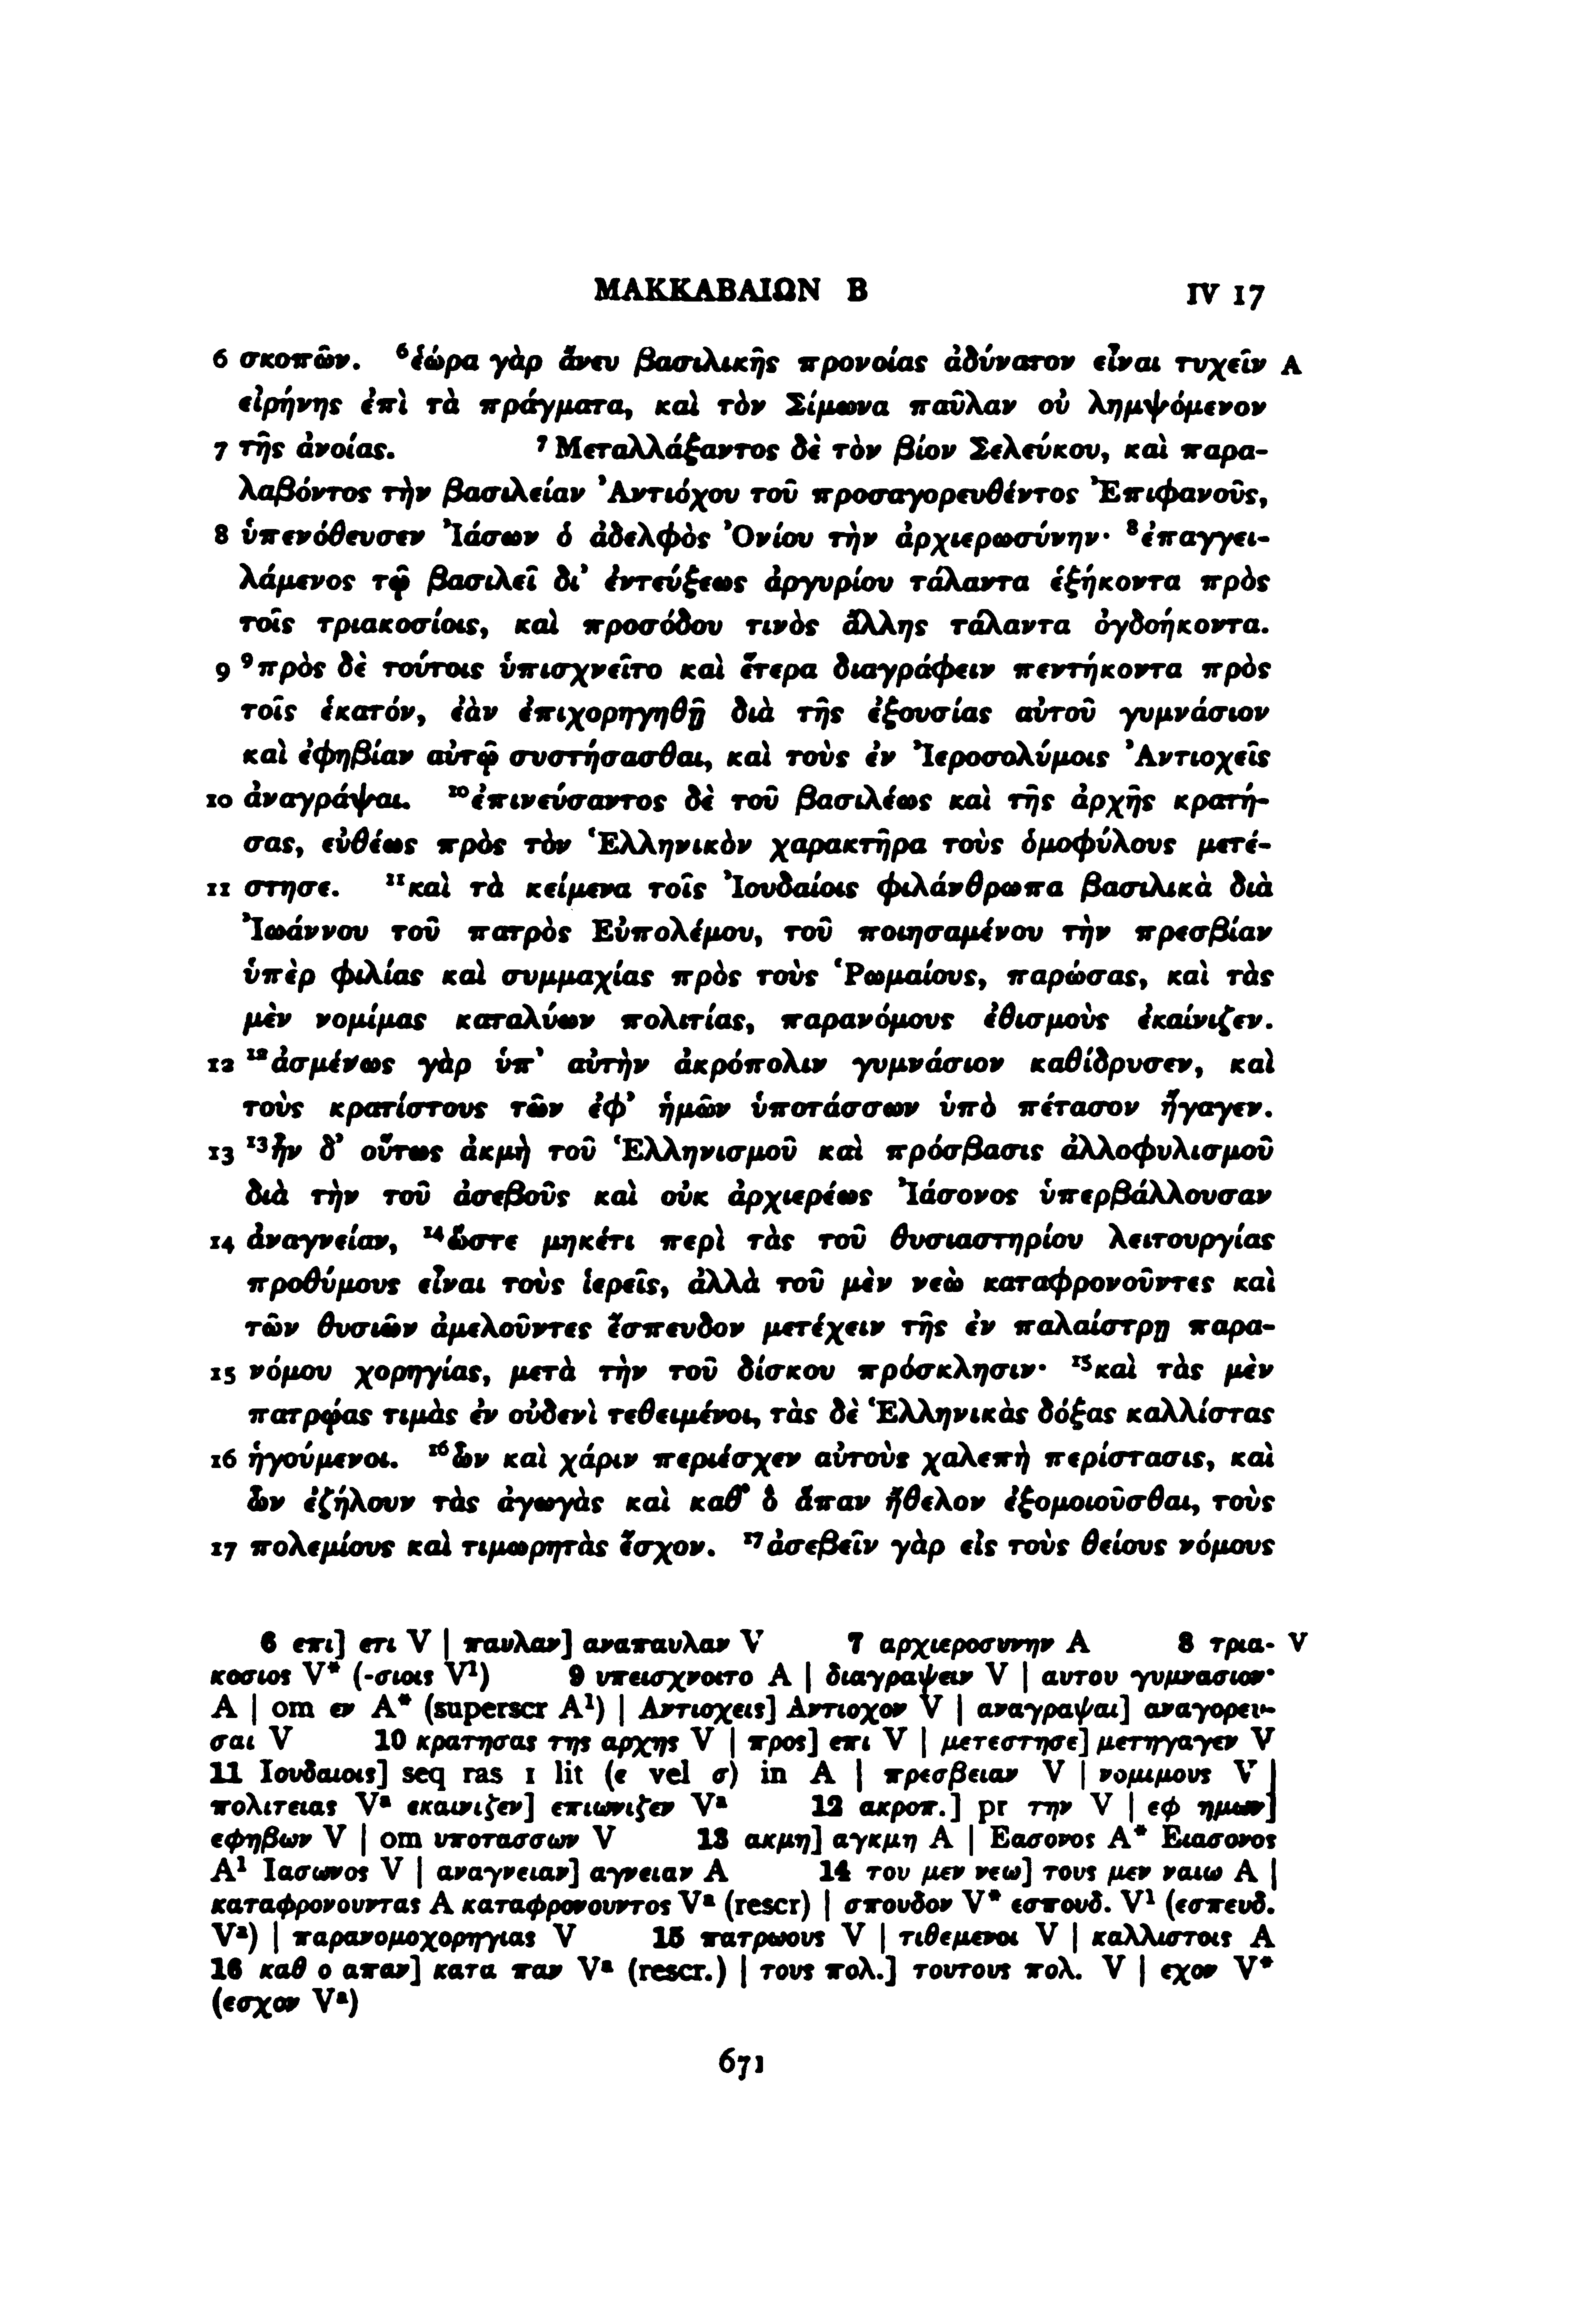 ΜΑΚΚΑΒΑΙΩΝ Β IV 17
6 σκοπῶν. ⁶ἑώρα γὰρ ἄνευ βασιλικῆς προνοίας ἀδύνατον εἶναι τυχεῖν A
εἰρήνης ἐπὶ τὰ πράγματα, καὶ τὸν Σίμωνα παῦλαν οὐ λημψόμενον
7 τῆς ἀνοίας. ⁷Μεταλλάξαντος δὲ τὸν βίον Σελεύκου, καὶ παρα-
λαβόντος τὴν βασιλείαν Ἀντιόχου τοῦ προσαγορευθέντος Ἐπιφανοῦς,
8 ὑπενόθευσεν Ἰάσων ὁ ἀδελφὸς Ὀνίου τὴν ἀρχιερωσύνην· ⁸ἐπαγγει-
λάμενος τῷ βασιλεῖ δι᾽ ἐντεύξεως ἀργυρίου τάλαντα ἑξήκοντα πρὸς
τοῖς τριακοσίοις, καὶ προσόδου τινὸς ἄλλης τάλαντα ὀγδοήκοντα.
9 ⁹πρὸς δὲ τούτοις ὑπισχνεῖτο καὶ ἕτερα διαγράφειν πεντήκοντα πρὸς
τοῖς ἑκατόν, ἐὰν ἐπιχορηγηθῇ διὰ τῆς ἐξουσίας αὐτοῦ γυμνάσιον
καὶ ἐφηβίαν αὐτῷ συστήσασθαι, καὶ τοὺς ἐν Ἰεροσολύμοις Ἀντιοχεῖς
10 ἀναγράψαι. ¹⁰ἐπινεύσαντος δὲ τοῦ βασιλέως καὶ τῆς ἀρχῆς κρατή-
σας, εὐθέως πρὸς τὸν Ἑλληνικὸν χαρακτῆρα τοὺς ὁμοφύλους μετέ-
11 στησε. ¹¹καὶ τὰ κείμενα τοῖς Ἰουδαίοις φιλάνθρωπα βασιλικὰ διὰ
Ἰωάννου τοῦ πατρὸς Εὐπολέμου, τοῦ ποιησαμένου τὴν πρεσβίαν
ὑπὲρ φιλίας καὶ συμμαχίας πρὸς τοὺς Ῥωμαίους, παρώσας, καὶ τὰς
μὲν νομίμας καταλύων πολιτίας, παρανόμους ἐθισμοὺς ἐκαίνιζεν.
12 ¹²ἀσμένως γὰρ ὑπ᾽ αὐτὴν ἀκρόπολιν γυμνάσιον καθίδρυσεν, καὶ
τοὺς κρατίστους τῶν ἐφ᾽ ἡμῶν ὑποτάσσων ὑπὸ πέτασον ἤγαγεν.
13 ¹³ἦν δ᾽ οὕτως ἀκμὴ τοῦ Ἑλληνισμοῦ καὶ πρόσβασις ἀλλοφυλισμοῦ
διὰ τὴν τοῦ ἀσεβοῦς καὶ οὐκ ἀρχιερέως Ἰάσονος ὑπερβάλλουσαν
14 ἀναγνείαν, ¹⁴ὥστε μηκέτι περὶ τὰς τοῦ θυσιαστηρίου λειτουργίας
προθύμους εἶναι τοὺς ἱερεῖς, ἀλλὰ τοῦ μὲν νεὼ καταφρονοῦντες καὶ
τῶν θυσιῶν ἀμελοῦντες ἔσπευδον μετέχειν τῆς ἐν παλαίστρῃ παρα-
15 νόμου χορηγίας, μετὰ τὴν τοῦ δίσκου πρόσκλησιν· ¹⁵καὶ τὰς μὲν
πατρῴας τιμὰς ἐν οὐδενὶ τεθειμένοι, τὰς δὲ Ἑλληνικὰς δόξας καλλίστας
16 ἡγούμενοι. ¹⁶ὧν καὶ χάριν περιέσχεν αὐτοὺς χαλεπὴ περίστασις, καὶ
ὧν ἐζήλουν τὰς ἀγωγὰς καὶ καθ᾽ ὃ ἅπαν ἤθελον ἐξομοιοῦσθαι, τοὺς
17 πολεμίους καὶ τιμωρητὰς ἔσχον. ¹⁷ἀσεβεῖν γὰρ εἰς τοὺς θείους νόμους
6 επι] ετι V | παυλαν] αναπαυλαν V 7 αρχιεροσυνην A 8 τρια- V
κοσιος V* (-σιοις V¹) 9 υπεισχνοιτο A | διαγραψειν V | αυτου γυμνασιον·
A | om εν A* (superscr A¹) | Αντιοχεις] Αντιοχον V | αναγραψαι] αναγορευ-
σαι V 10 κρατησας της αρχης V | προς] επι V | μετεστησε] μετηγαγεν V
11 Ιουδαιοις] seq ras 1 lit (ε vel σ) in A | πρεσβειαν V | νομιμους V |
πολιτειας Vᵃ εκαινιζεν] επιωνιζεν Vᵃ 12 ακροπ.] pr την V | εφ ημων]
εφηβων V | om υποτασσων V 13 ακμη] αγκμη A | Εασονος A* Ειασονος
A¹ Ιασωνος V | αναγνειαν] αγνειαν A 14 του μεν νεω] τους μεν ναιω A |
καταφρονουντας A καταφρονουντος Vᵃ (rescr) | σπουδον V* εσπουδ. V¹ (εσπευδ.
Vᵃ) | παρανομοχορηγιας V 15 πατρωους V | τιθεμενοι V | καλλιστοις A
16 καθ ο απαν] κατα παν Vᵃ (rescr.) | τους πολ.] τουτους πολ. V | εχον V*
(εσχον Vᵃ)
671